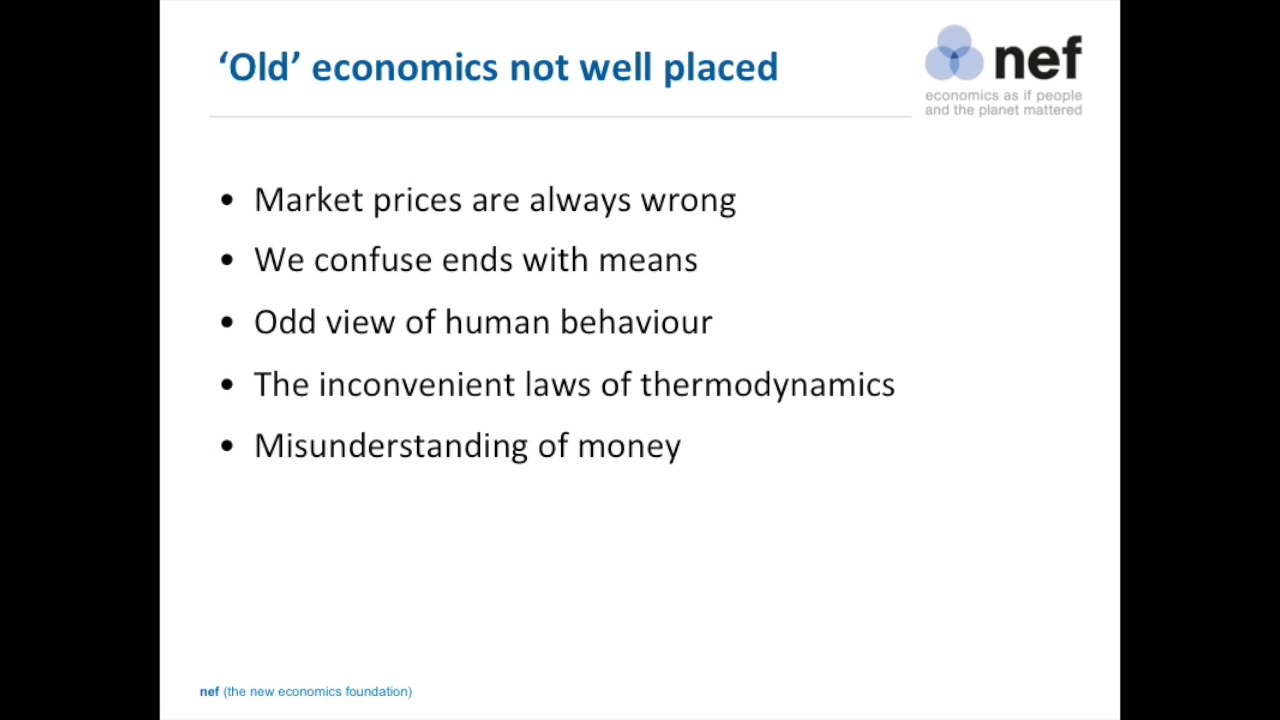 ‘Old’ economics not well placed
nef
economics as if people
and the planet mattered
• Market prices are always wrong
• We confuse ends with means
• Odd view of human behaviour
• The inconvenient laws of thermodynamics
• Misunderstanding of money
nef (the new economics foundation)